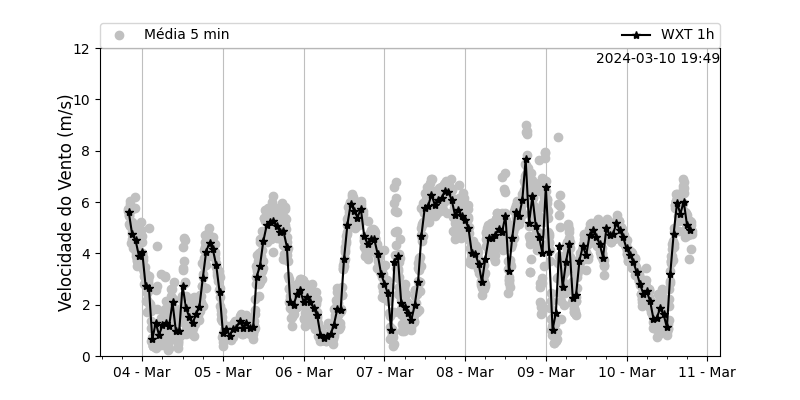 Média 5 min
WXT 1h
2024-03-10 19:49
Velocidade do Vento (m/s)
12
10
8
6
4
2
0
04 - Mar
05 - Mar
06 - Mar
07 - Mar
08 - Mar
09 - Mar
10 - Mar
11 - Mar